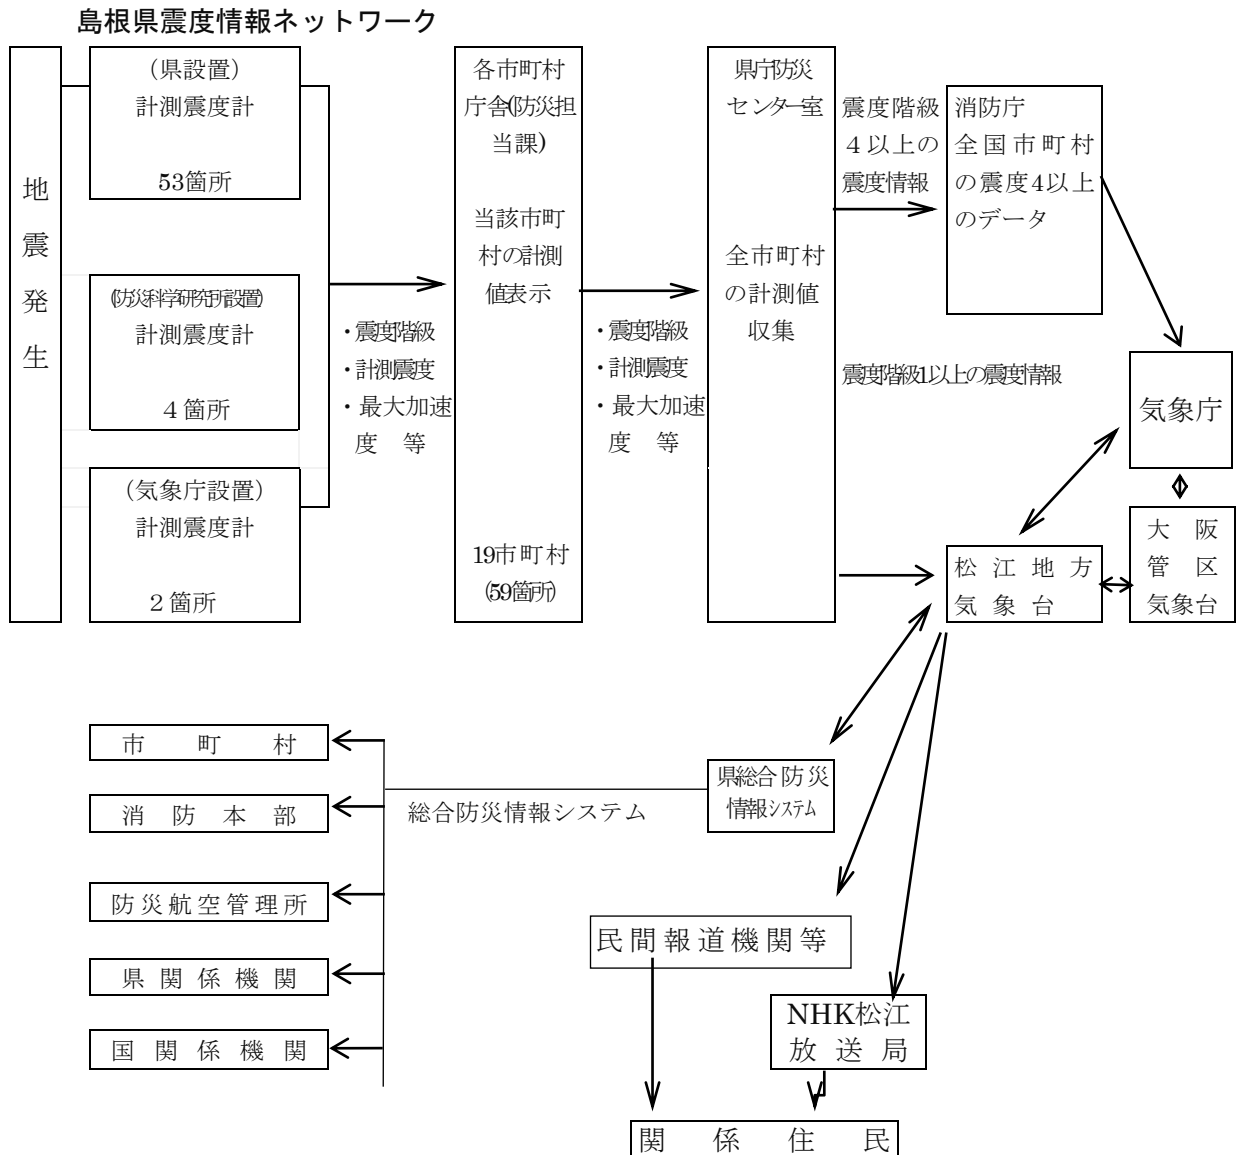 島根県震度情報ネットワーク
地
震
発
生
（県設置）
計測震度計
53箇所
(防災科学研究所設置)
計測震度計
４箇所
（気象庁設置）
計測震度計
２箇所
・震度階級
・計測震度
・最大加速
度　等
各市町村
庁舎(防災担
当課)
当該市町
村の計測
値表示
19市町村
(59箇所)
・震度階級
・計測震度
・最大加速
度　等
県庁防災
センター室
全市町村
の計測値
収集
震度階級
４以上の
震度情報
消防庁
全国市町村
の震度4以上
のデータ
震度階級1以上の震度情報
気象庁
松江地方
気象台
大阪
管区
気象台
県総合防災
情報システム
総合防災情報システム
市町村
消防本部
防災航空管理所
県関係機関
国関係機関
民間報道機関等
NHK松江
放送局
関係住民